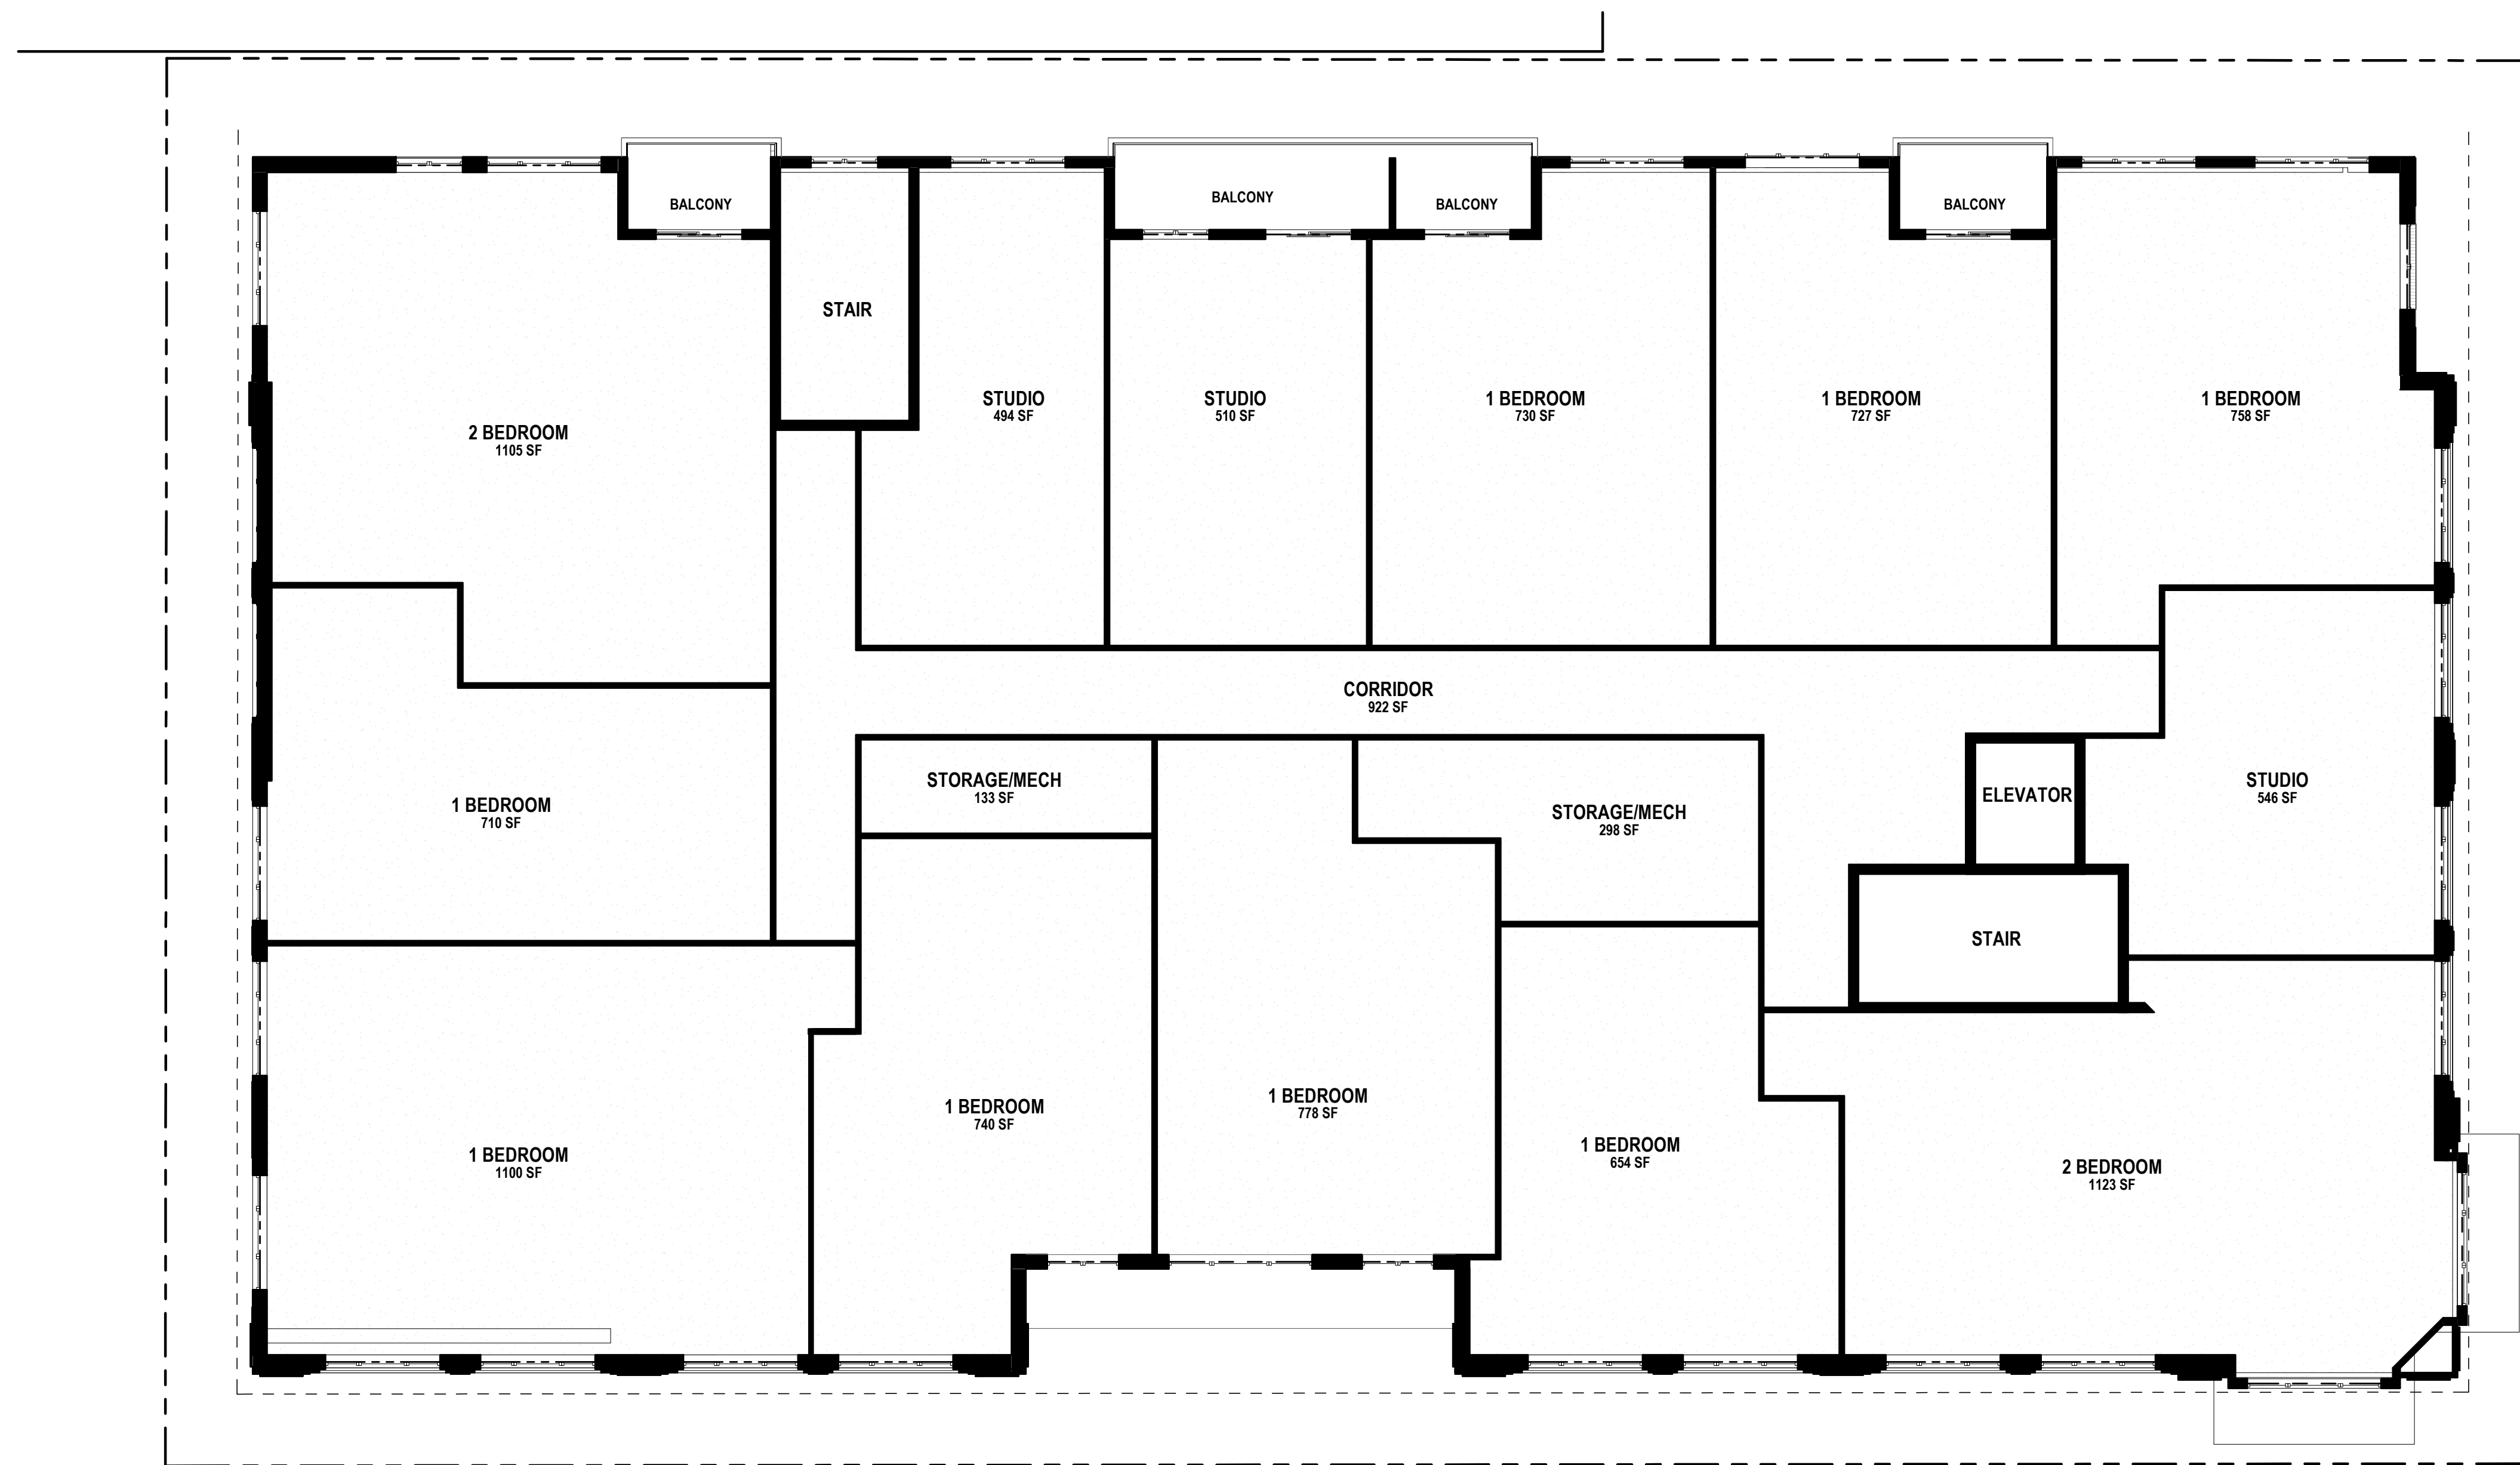 BALCONY
BALCONY
BALCONY
BALCONY
STAIR
2 BEDROOM
1105 SF
STUDIO
494 SF
STUDIO
510 SF
1 BEDROOM
730 SF
1 BEDROOM
727 SF
1 BEDROOM
758 SF
CORRIDOR
922 SF
1 BEDROOM
710 SF
STORAGE/MECH
133 SF
STORAGE/MECH
298 SF
ELEVATOR
STUDIO
546 SF
STAIR
1 BEDROOM
1100 SF
1 BEDROOM
740 SF
1 BEDROOM
778 SF
1 BEDROOM
654 SF
2 BEDROOM
1123 SF